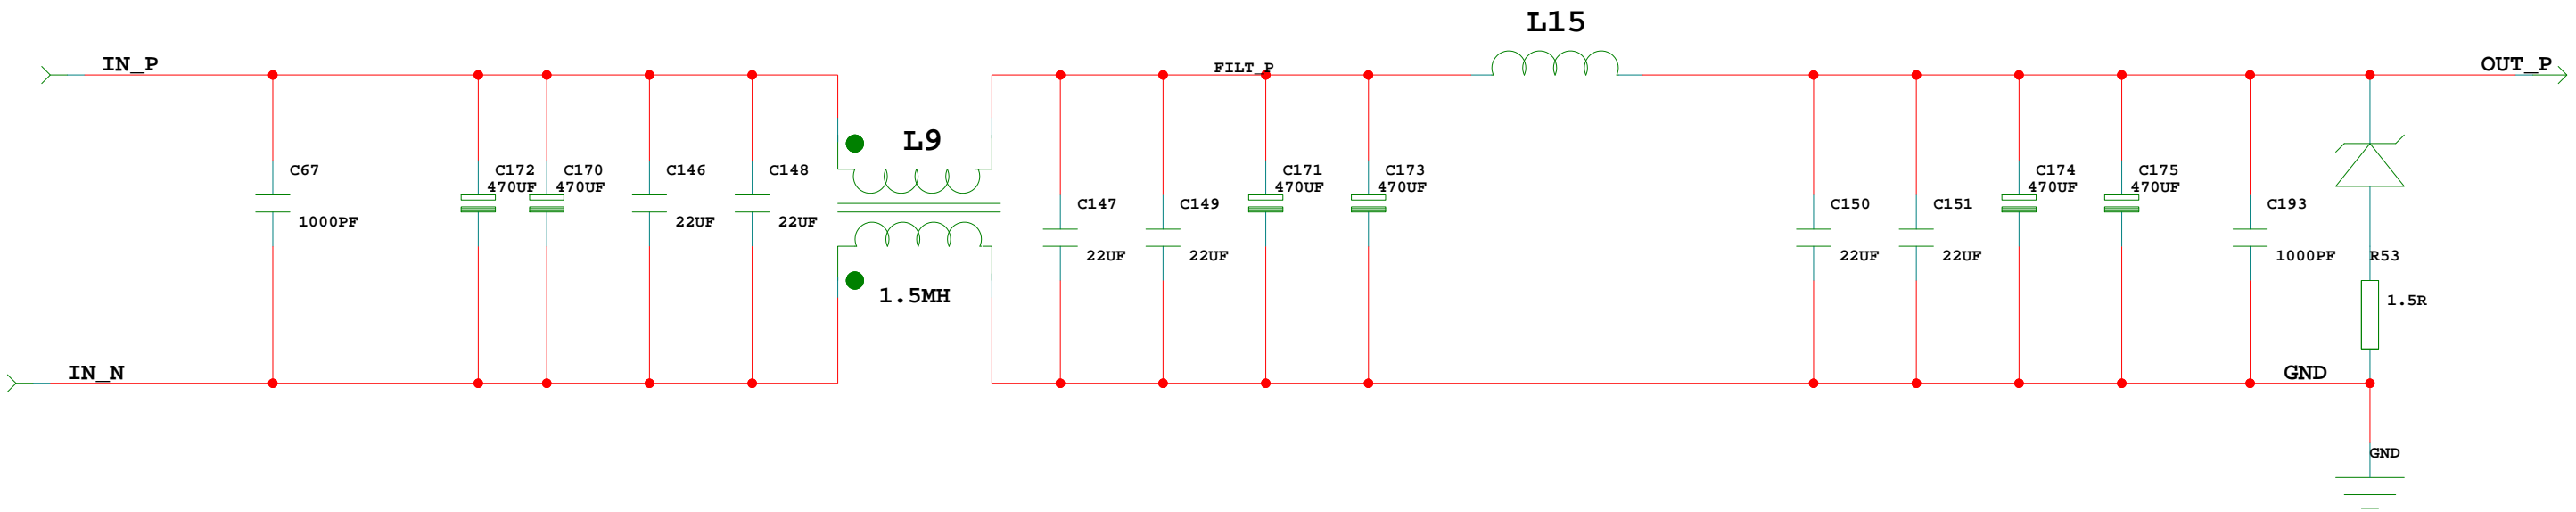 L15
IN_P
FILT_P
OUT_P
L9
C67
1000PF
C172
470UF
C170
470UF
C146
22UF
C148
22UF
1.5MH
C147
22UF
C149
22UF
C171
470UF
C173
470UF
C150
22UF
C151
22UF
C174
470UF
C175
470UF
C193
1000PF
R53
1.5R
IN_N
GND
GND